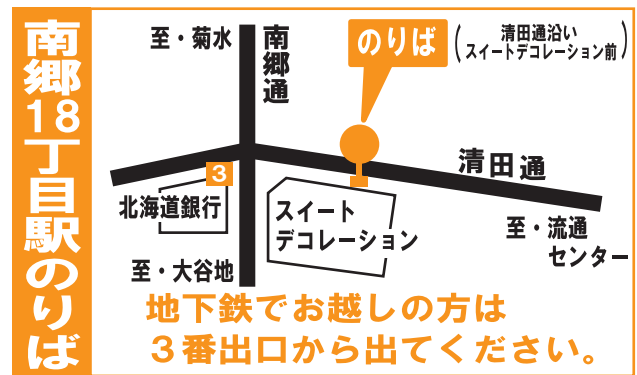 南郷18丁目駅のりば
至・菊水
南郷通
のりば
(清田通沿い
スイートデコレーション前)
清田通
3
北海道銀行
スイート
デコレーション
至・流通
センター
至・大谷地
地下鉄でお越しの方は
3番出口から出てください。